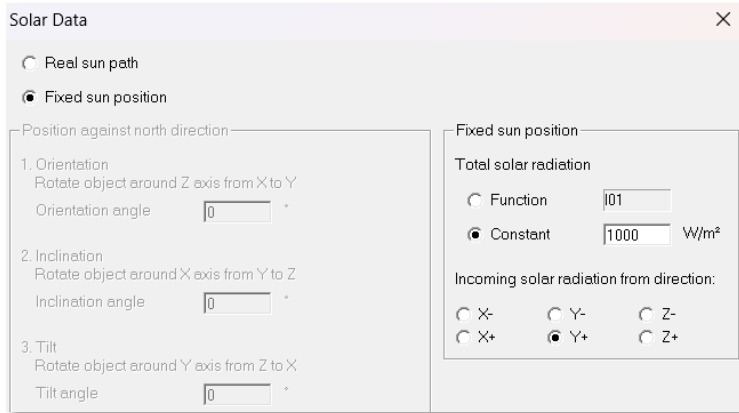 Solar Data
Real sun path
Fixed sun position
Position against north direction
1. Orientation
Rotate object around Z axis from X to Y
Orientation angle 0 °
2. Inclination
Rotate object around X axis from Y to Z
Inclination angle 0 °
3. Tilt
Rotate object around Y axis from Z to X
Tilt angle 0 °
Fixed sun position
Total solar radiation
Function I01
Constant 1000 W/m²
Incoming solar radiation from direction:
X- Y- Z-
X+ Y+ Z+